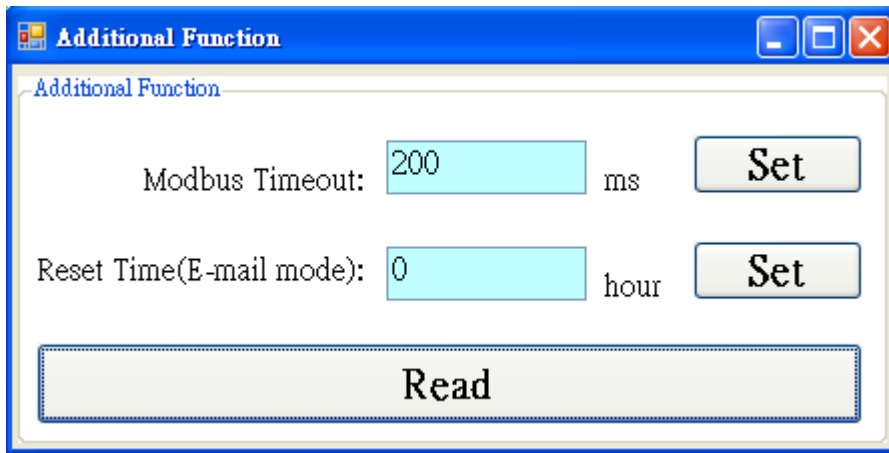 Additional Function
Additional Function
Modbus Timeout: 200 ms Set
Reset Time(E-mail mode): 0 hour Set
Read